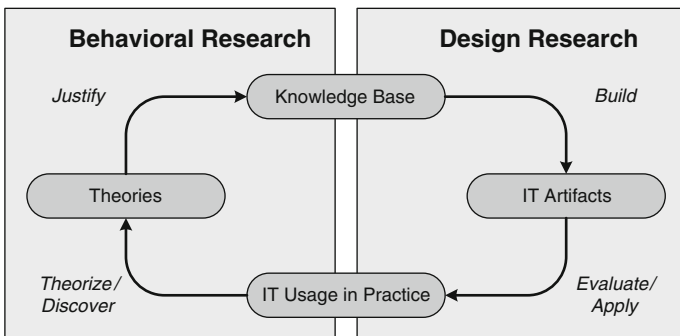 Behavioral Research
Design Research
Justify
Knowledge Base
Build
Theories
IT Artifacts
Theorize/
Discover
IT Usage in Practice
Evaluate/
Apply